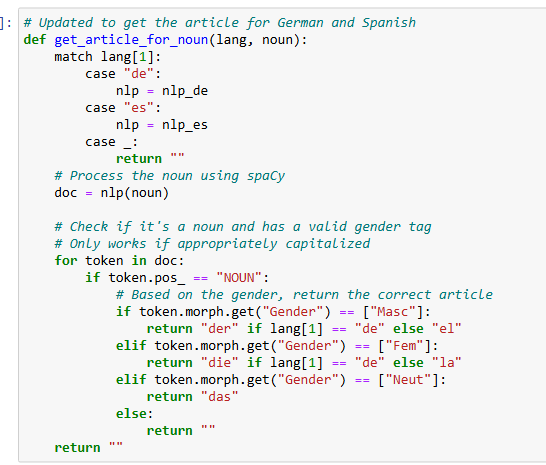 ]: # Updated to get the article for German and Spanish
def get_article_for_noun(lang, noun):
    match lang[1]:
        case "de":
            nlp = nlp_de
        case "es":
            nlp = nlp_es
        case _:
            return ""
    # Process the noun using spaCy
    doc = nlp(noun)

    # Check if it's a noun and has a valid gender tag
    # Only works if appropriately capitalized
    for token in doc:
        if token.pos_ == "NOUN":
            # Based on the gender, return the correct article
            if token.morph.get("Gender") == ["Masc"]:
                return "der" if lang[1] == "de" else "el"
            elif token.morph.get("Gender") == ["Fem"]:
                return "die" if lang[1] == "de" else "la"
            elif token.morph.get("Gender") == ["Neut"]:
                return "das"
            else:
                return ""
    return ""